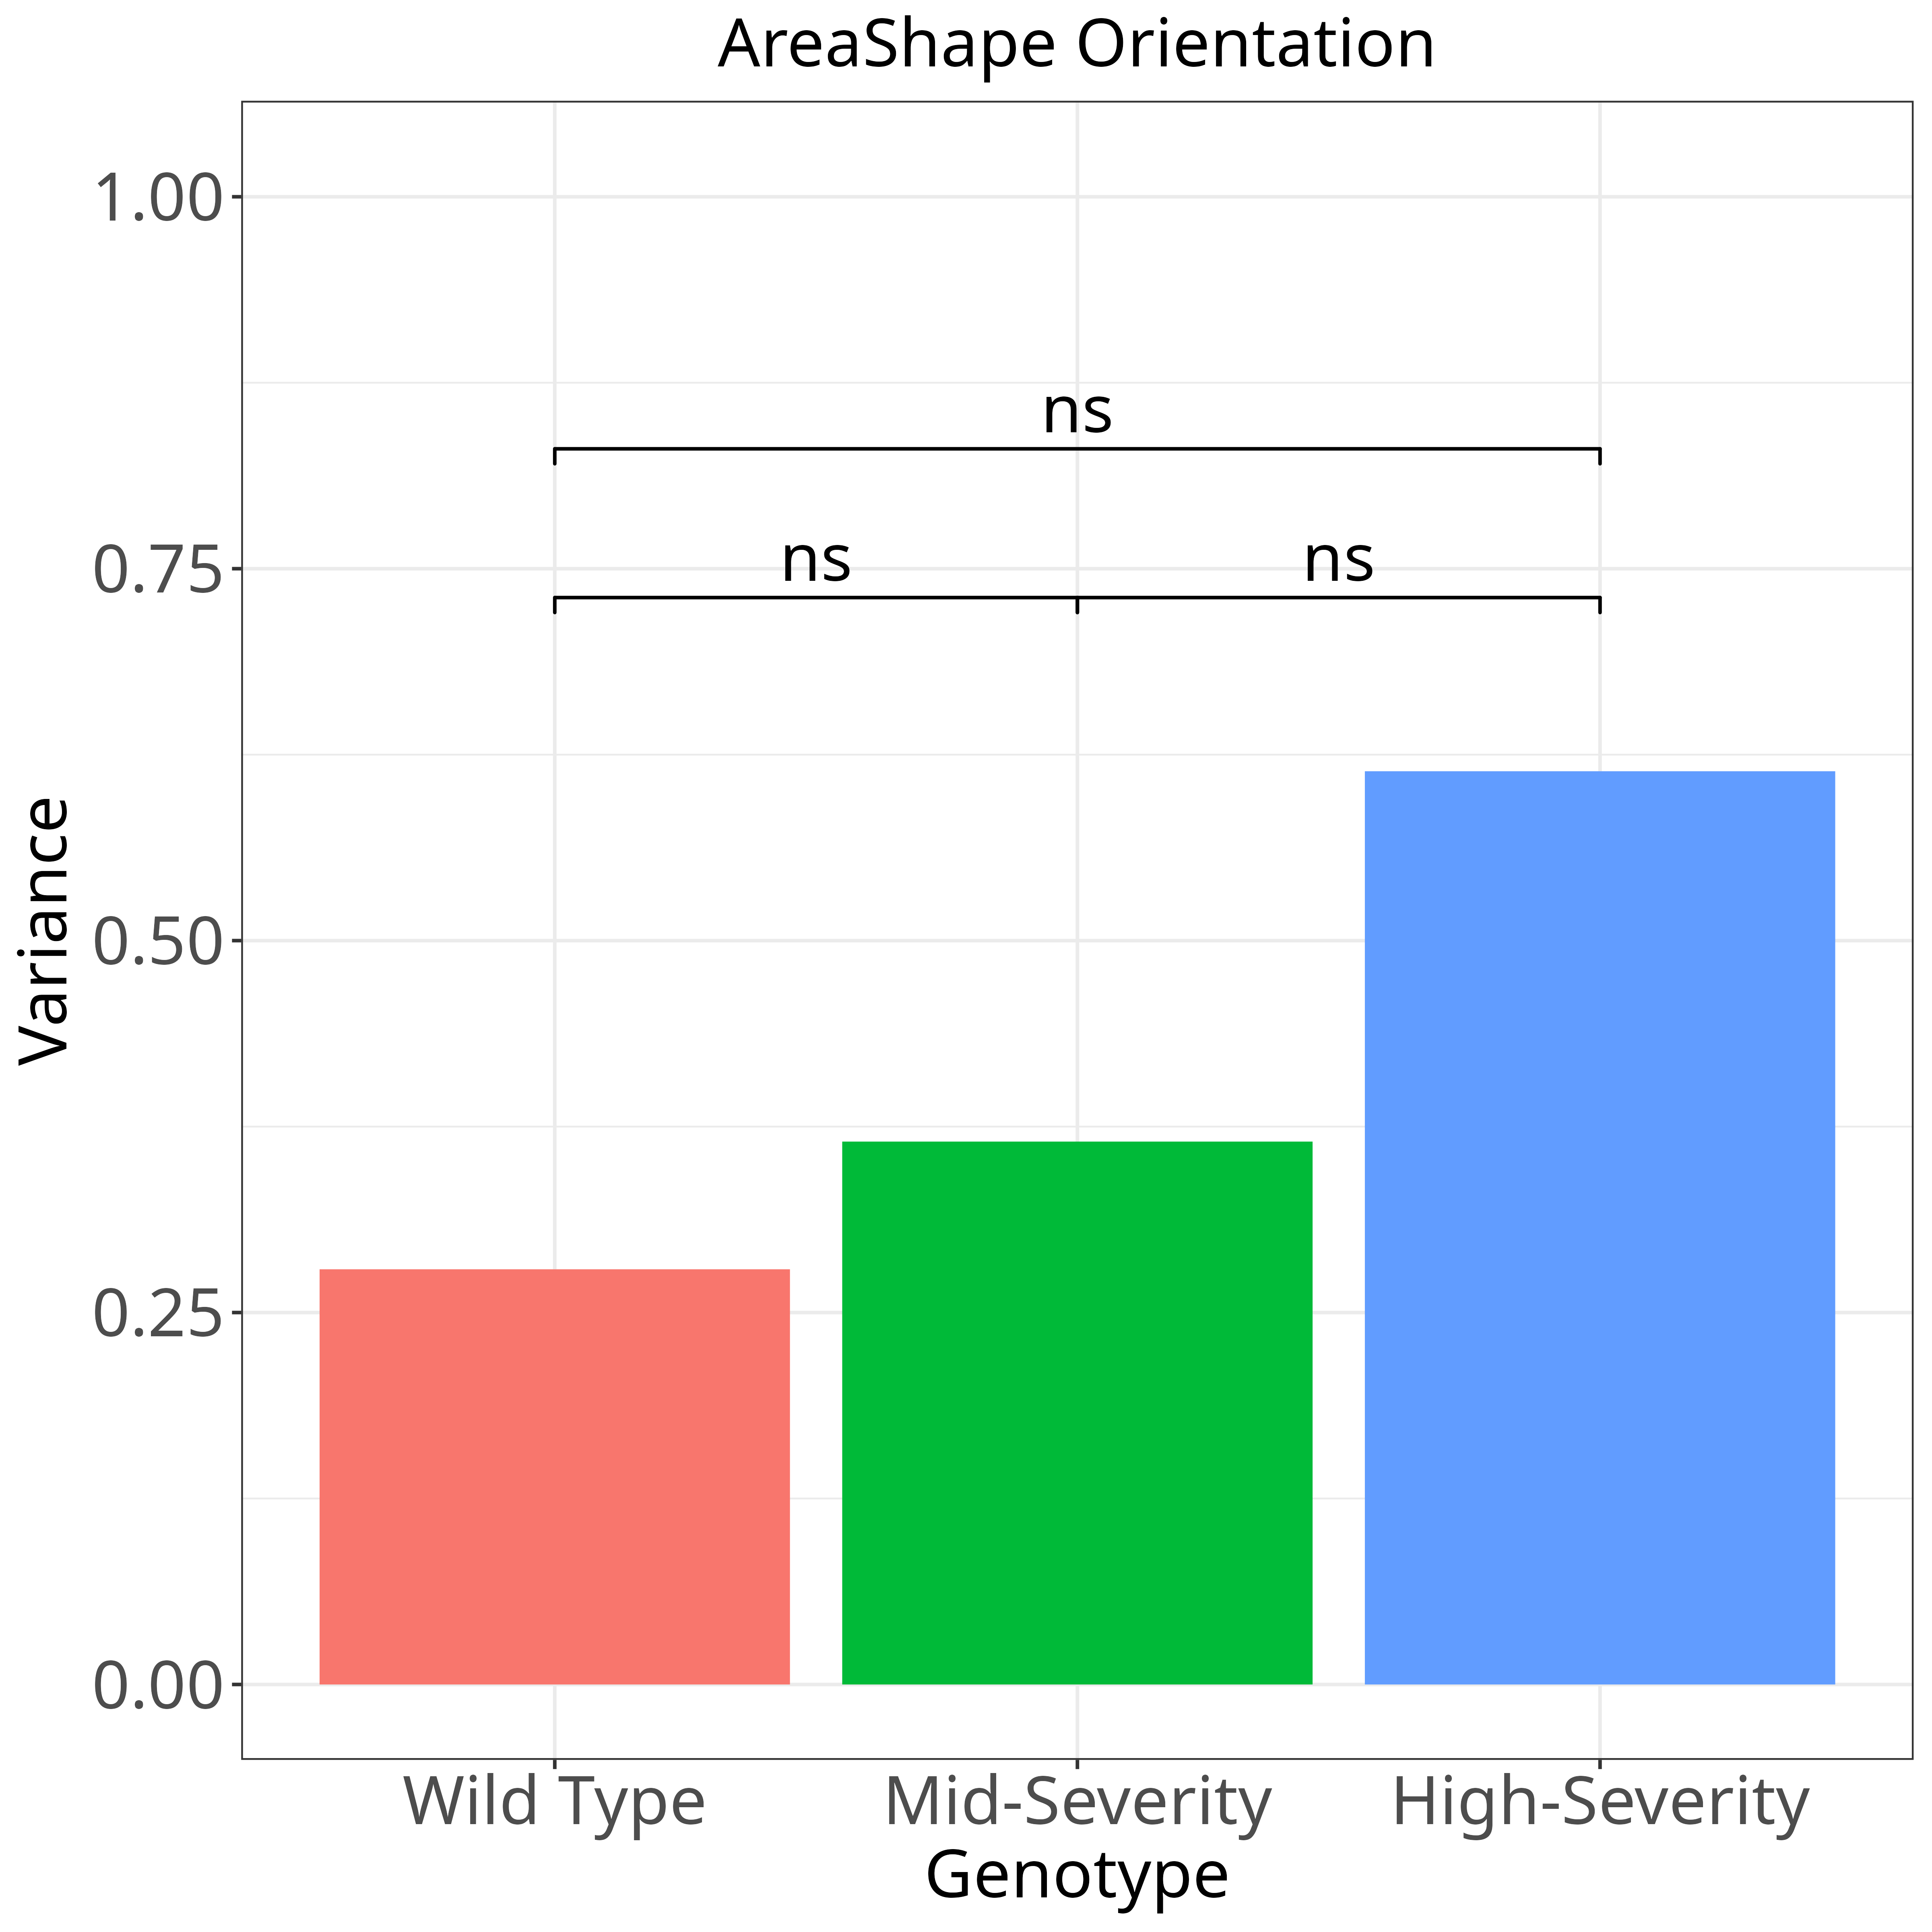 AreaShape Orientation
1.00
ns
0.75
ns ns
0.50
0.25
0.00
Variance
Wild Type Mid-Severity High-Severity
Genotype